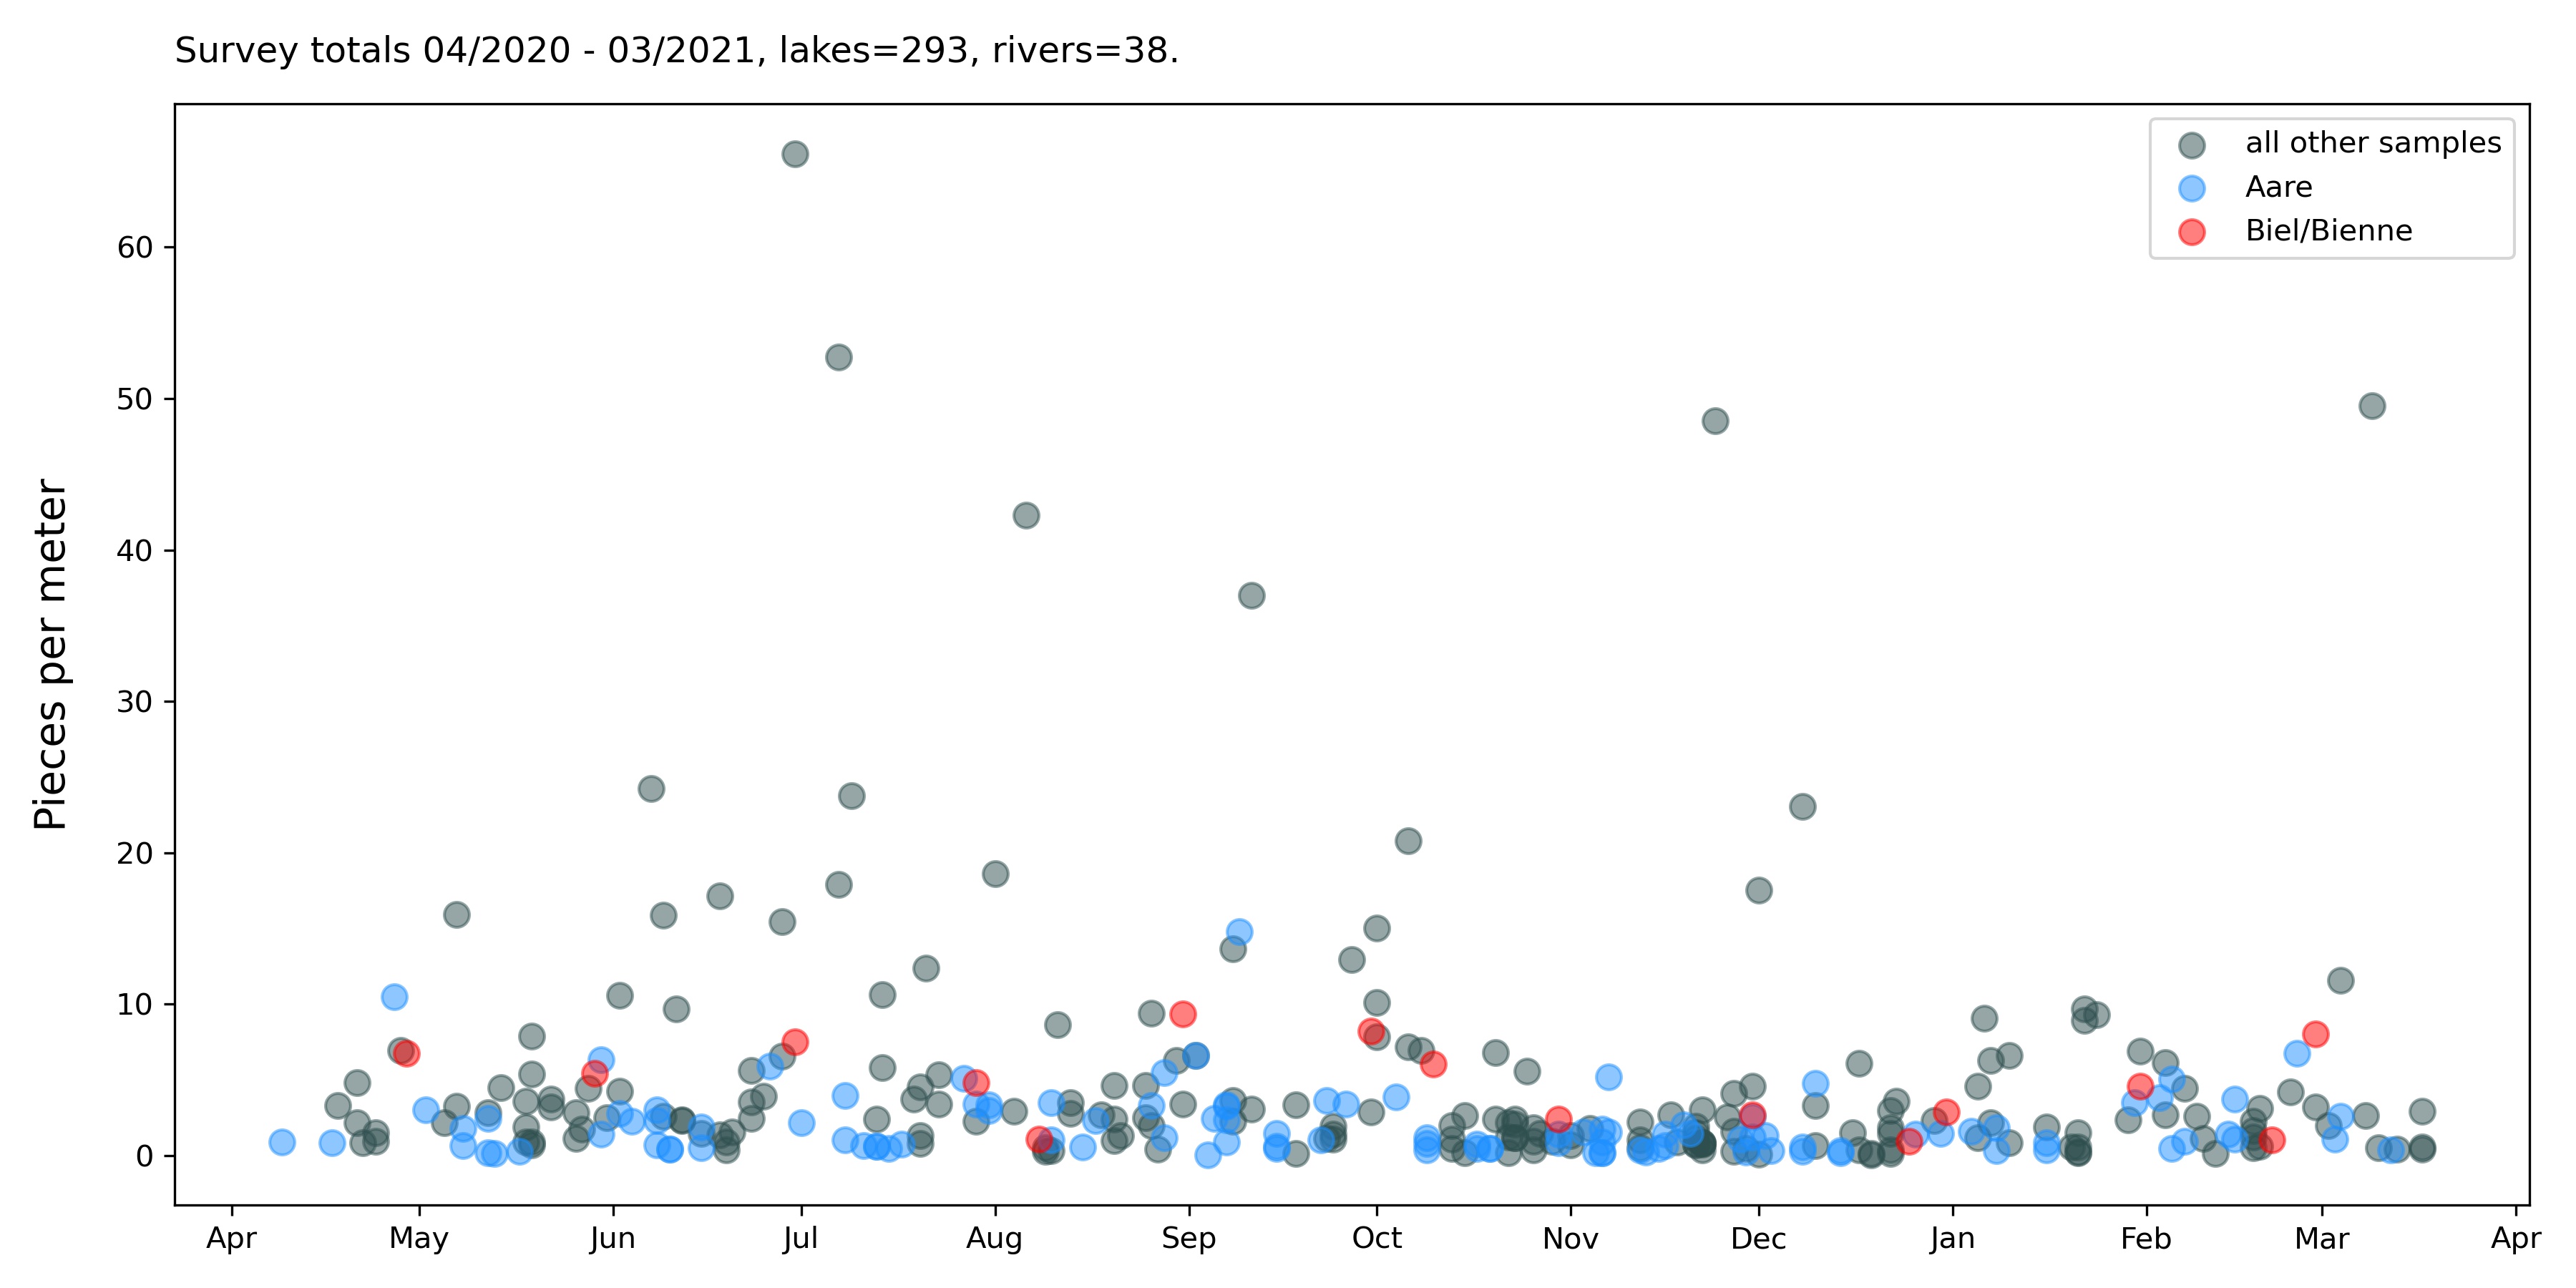 Survey totals 04/2020 - 03/2021, lakes=293, rivers=38.
all other samples
Aare
Biel/Bienne
Pieces per meter
60
50
40
30
20
10
0
Apr May Jun Jul Aug Sep Oct Nov Dec Jan Feb Mar Apr